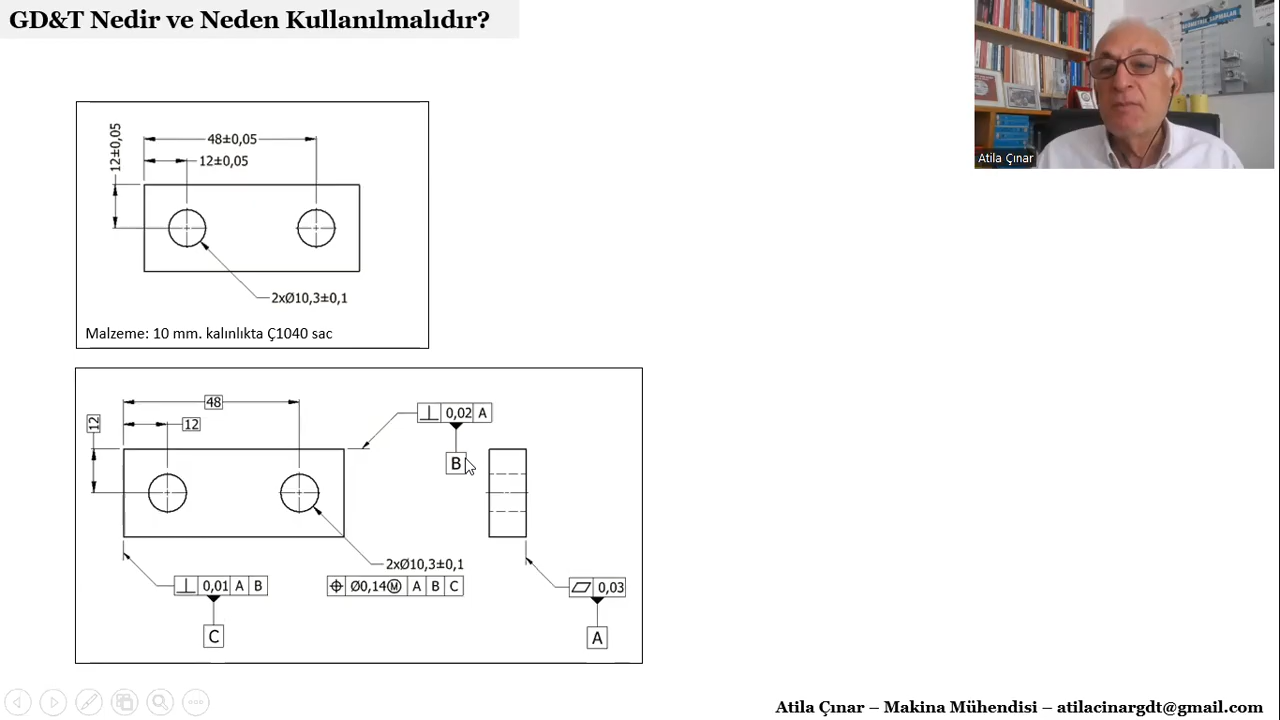 GD&T Nedir ve Neden Kullanılmalıdır?
Atila Çınar
48±0,05
12±0,05
12±0,05
2xØ10,3±0,1
Malzeme: 10 mm. kalınlıkta Ç1040 sac
48
12
12
⊥ 0,02 A
B
2xØ10,3±0,1
⊥ 0,01 A B
⌖ Ø0,14Ⓜ A B C
⏥ 0,03
C
A
Atila Çınar – Makina Mühendisi – atilacinargdt@gmail.com